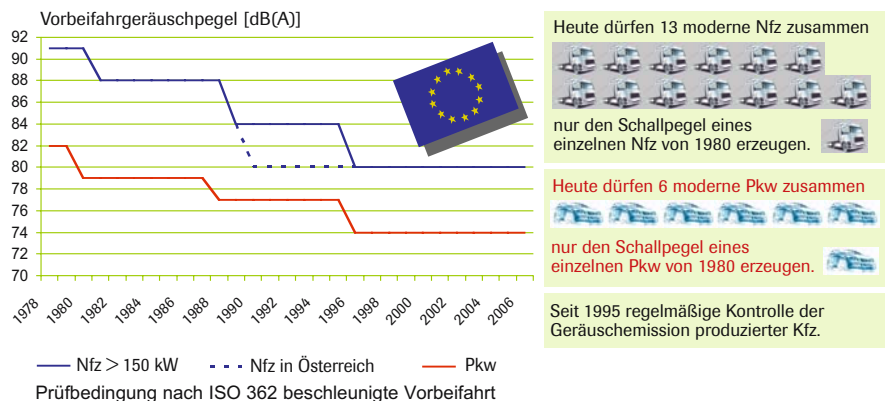 Vorbeifahrgeräuschpegel [dB(A)]
92
90
88
86
84
82
80
78
76
74
72
70
1978
1980
1982
1984
1986
1988
1990
1992
1994
1996
1998
2000
2002
2004
2006
Nfz > 150 kW
Nfz in Österreich
Pkw
Prüfbedingung nach ISO 362 beschleunigte Vorbeifahrt
Heute dürfen 13 moderne Nfz zusammen
nur den Schallpegel eines
einzelnen Nfz von 1980 erzeugen.
Heute dürfen 6 moderne Pkw zusammen
nur den Schallpegel eines
einzelnen Pkw von 1980 erzeugen.
Seit 1995 regelmäßige Kontrolle der
Geräuschemission produzierter Kfz.